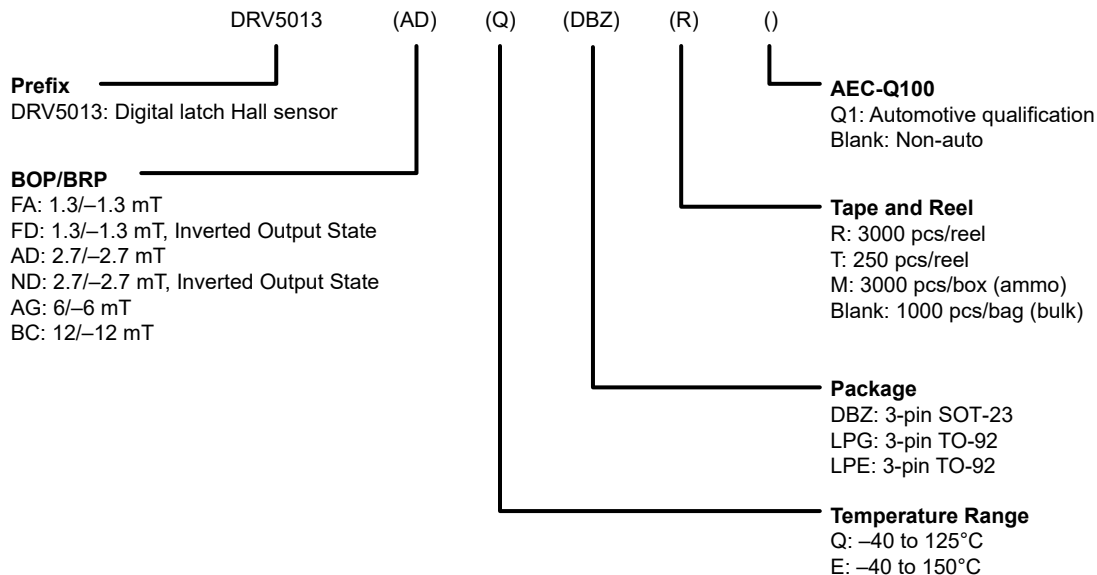 DRV5013 (AD) (Q) (DBZ) (R) ()
Prefix
DRV5013: Digital latch Hall sensor
BOP/BRP
FA: 1.3/–1.3 mT
FD: 1.3/–1.3 mT, Inverted Output State
AD: 2.7/–2.7 mT
ND: 2.7/–2.7 mT, Inverted Output State
AG: 6/–6 mT
BC: 12/–12 mT
AEC-Q100
Q1: Automotive qualification
Blank: Non-auto
Tape and Reel
R: 3000 pcs/reel
T: 250 pcs/reel
M: 3000 pcs/box (ammo)
Blank: 1000 pcs/bag (bulk)
Package
DBZ: 3-pin SOT-23
LPG: 3-pin TO-92
LPE: 3-pin TO-92
Temperature Range
Q: –40 to 125°C
E: –40 to 150°C